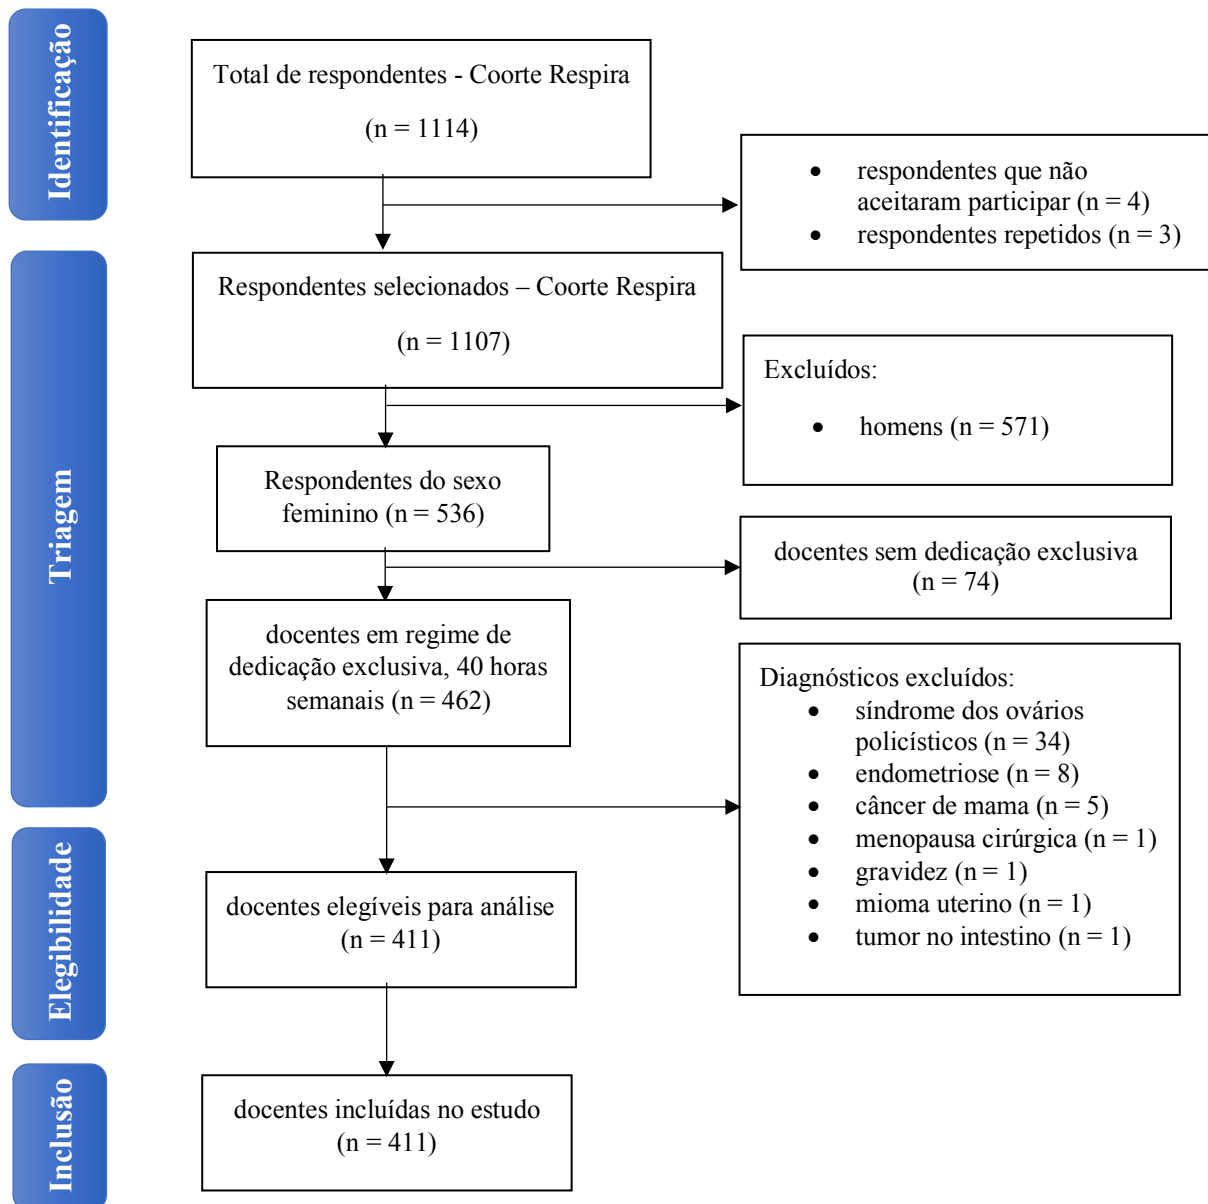 Identificação
Total de respondentes - Coorte Respira
(n = 1114)
• respondentes que não
aceitaram participar (n = 4)
• respondentes repetidos (n = 3)
Triagem
Respondentes selecionados – Coorte Respira
(n = 1107)
Excluídos:
• homens (n = 571)
Respondentes do sexo
feminino (n = 536)
docentes sem dedicação exclusiva
(n = 74)
docentes em regime de
dedicação exclusiva, 40 horas
semanais (n = 462)
Diagnósticos excluídos:
• síndrome dos ovários
policísticos (n = 34)
• endometriose (n = 8)
• câncer de mama (n = 5)
• menopausa cirúrgica (n = 1)
• gravidez (n = 1)
• mioma uterino (n = 1)
• tumor no intestino (n = 1)
Elegibilidade
docentes elegíveis para análise
(n = 411)
Inclusão
docentes incluídas no estudo
(n = 411)